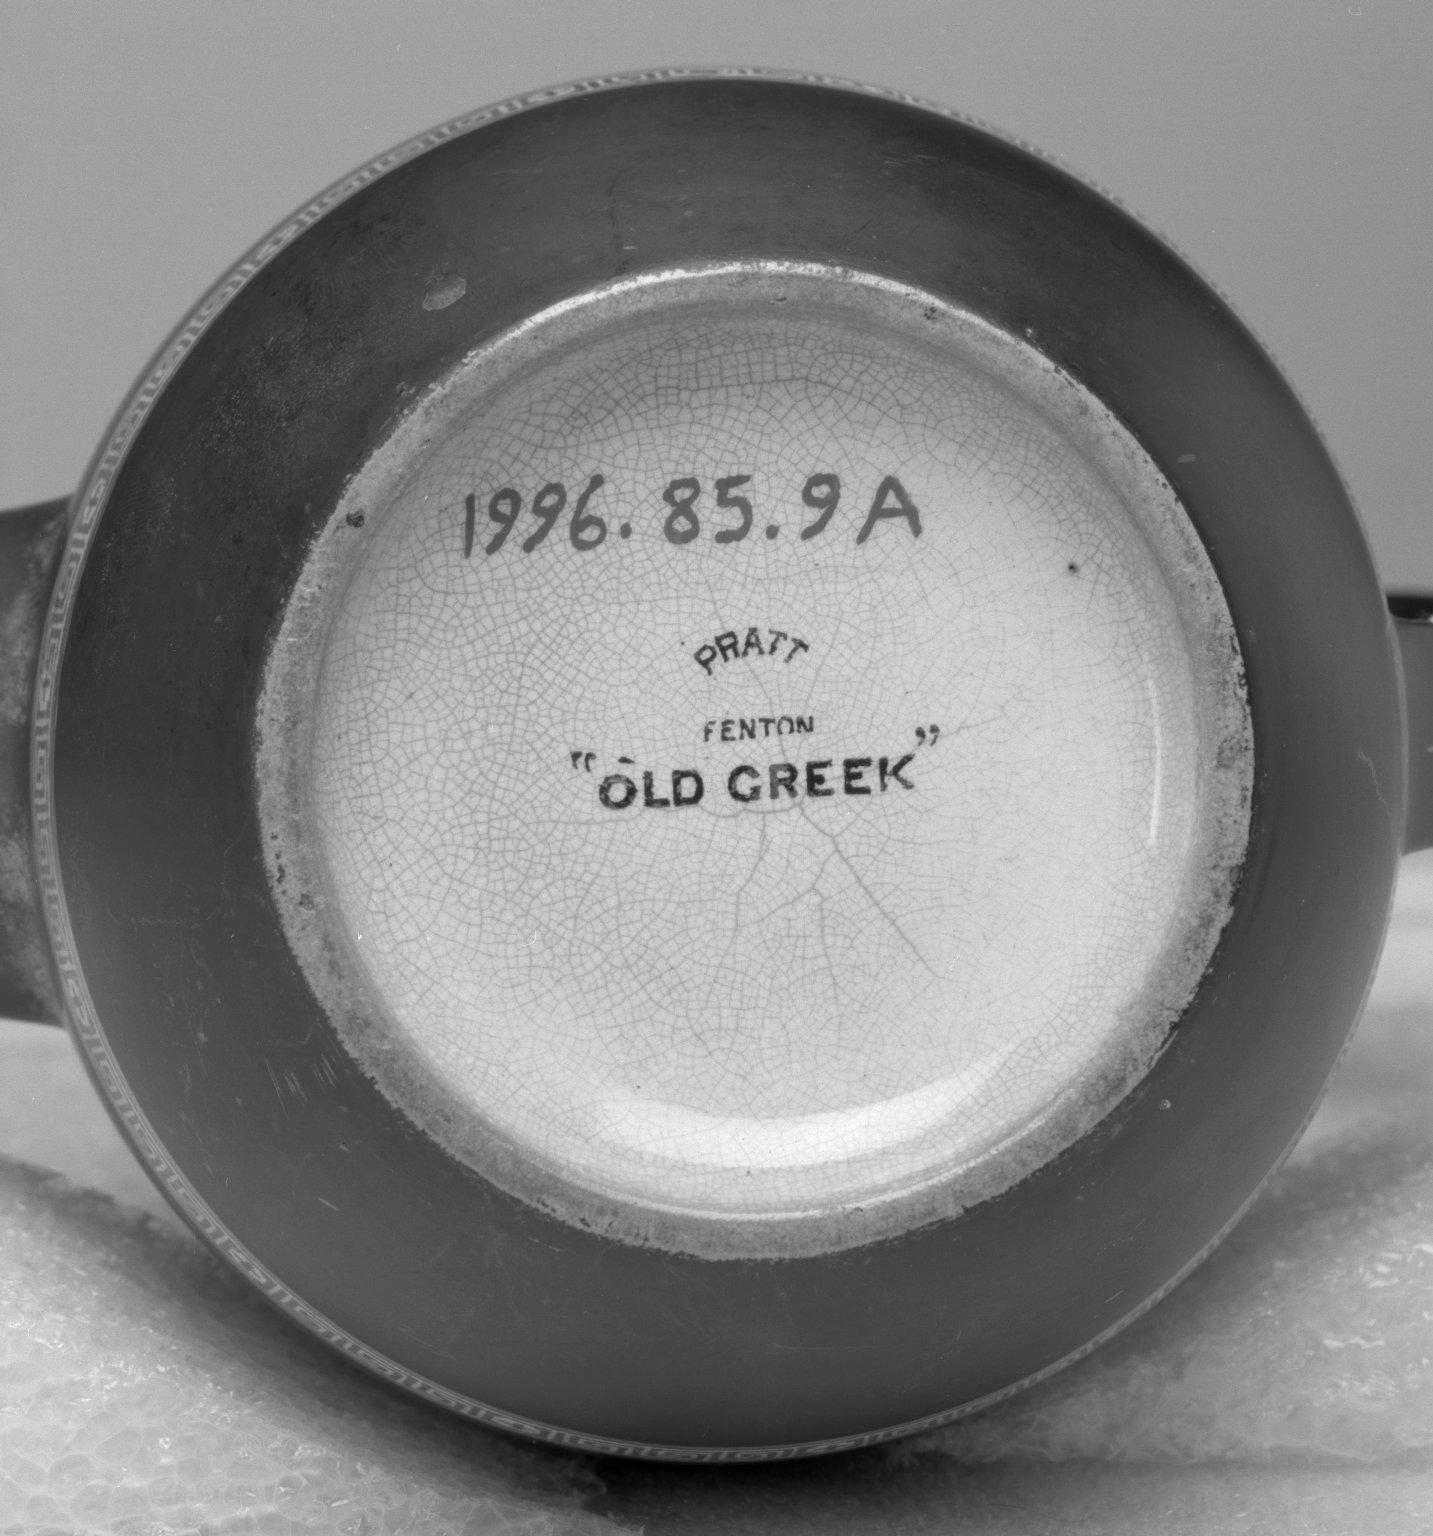 1996.85.9A
PRATT
FENTON
"OLD GREEK"